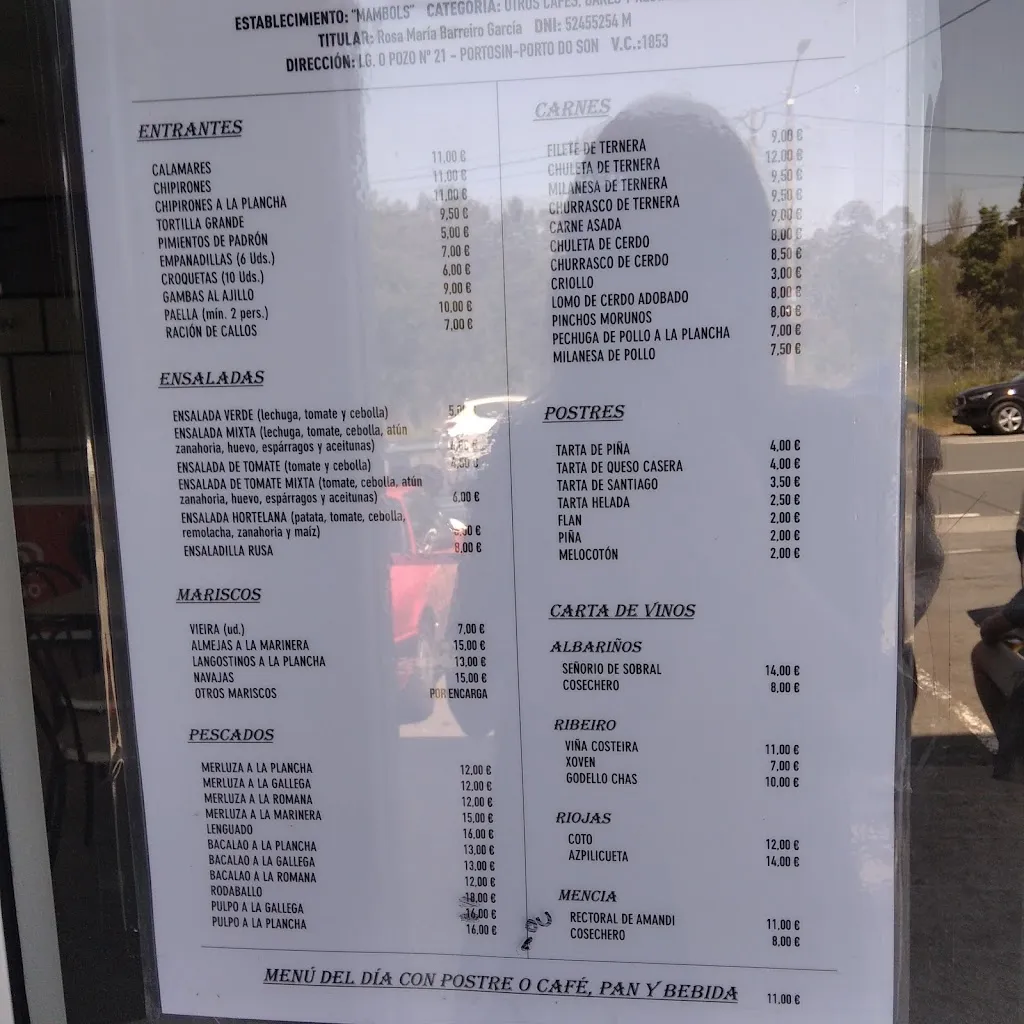 ESTABLECIMIENTO: "MAMBOLS" CATEGORIA: OTROS CAFES, BARES Y
TITULAR: Rosa María Barreiro García DNI: 52455254 M
DIRECCIÓN: LG. O POZO Nº 21 - PORTOSIN-PORTO DO SON V.C.:1853
ENTRANTES
CALAMARES 11,00 €
CHIPIRONES 11,00 €
CHIPIRONES A LA PLANCHA 11,00 €
TORTILLA GRANDE 9,50 €
PIMIENTOS DE PADRÓN 5,00 €
EMPANADILLAS (6 Uds.) 7,00 €
CROQUETAS (10 Uds.) 6,00 €
GAMBAS AL AJILLO 9,00 €
PAELLA (mín. 2 pers.) 10,00 €
RACIÓN DE CALLOS 7,00 €
ENSALADAS
ENSALADA VERDE (lechuga, tomate y cebolla)
ENSALADA MIXTA (lechuga, tomate, cebolla, atún
zanahoria, huevo, espárragos y aceitunas)
ENSALADA DE TOMATE (tomate y cebolla) 4,50 €
ENSALADA DE TOMATE MIXTA (tomate, cebolla, atún
zanahoria, huevo, espárragos y aceitunas) 6,00 €
ENSALADA HORTELANA (patata, tomate, cebolla,
remolacha, zanahoria y maíz)
ENSALADILLA RUSA 8,00 €
MARISCOS
VIEIRA (ud.) 7,00 €
ALMEJAS A LA MARINERA 15,00 €
LANGOSTINOS A LA PLANCHA 13,00 €
NAVAJAS 15,00 €
OTROS MARISCOS POR ENCARGA
PESCADOS
MERLUZA A LA PLANCHA 12,00 €
MERLUZA A LA GALLEGA 12,00 €
MERLUZA A LA ROMANA 12,00 €
MERLUZA A LA MARINERA 15,00 €
LENGUADO 16,00 €
BACALAO A LA PLANCHA 13,00 €
BACALAO A LA GALLEGA 13,00 €
BACALAO A LA ROMANA 12,00 €
RODABALLO 18,00 €
PULPO A LA GALLEGA 16,00 €
PULPO A LA PLANCHA 16,00 €
CARNES
FILETE DE TERNERA 9,00 €
CHULETA DE TERNERA 12,00 €
MILANESA DE TERNERA 9,50 €
CHURRASCO DE TERNERA 9,50 €
CARNE ASADA 9,00 €
CHULETA DE CERDO 8,00 €
CHURRASCO DE CERDO 8,50 €
CRIOLLO 3,00 €
LOMO DE CERDO ADOBADO 8,00 €
PINCHOS MORUNOS 8,00 €
PECHUGA DE POLLO A LA PLANCHA 7,00 €
MILANESA DE POLLO 7,50 €
POSTRES
TARTA DE PIÑA 4,00 €
TARTA DE QUESO CASERA 4,00 €
TARTA DE SANTIAGO 3,50 €
TARTA HELADA 2,50 €
FLAN 2,00 €
PIÑA 2,00 €
MELOCOTÓN 2,00 €
CARTA DE VINOS
ALBARIÑOS
SEÑORIO DE SOBRAL 14,00 €
COSECHERO 8,00 €
RIBEIRO
VIÑA COSTEIRA 11,00 €
XOVEN 7,00 €
GODELLO CHAS 10,00 €
RIOJAS
COTO 12,00 €
AZPILICUETA 14,00 €
MENCIA
RECTORAL DE AMANDI 11,00 €
COSECHERO 8,00 €
MENÚ DEL DÍA CON POSTRE O CAFÉ, PAN Y BEBIDA 11,00 €